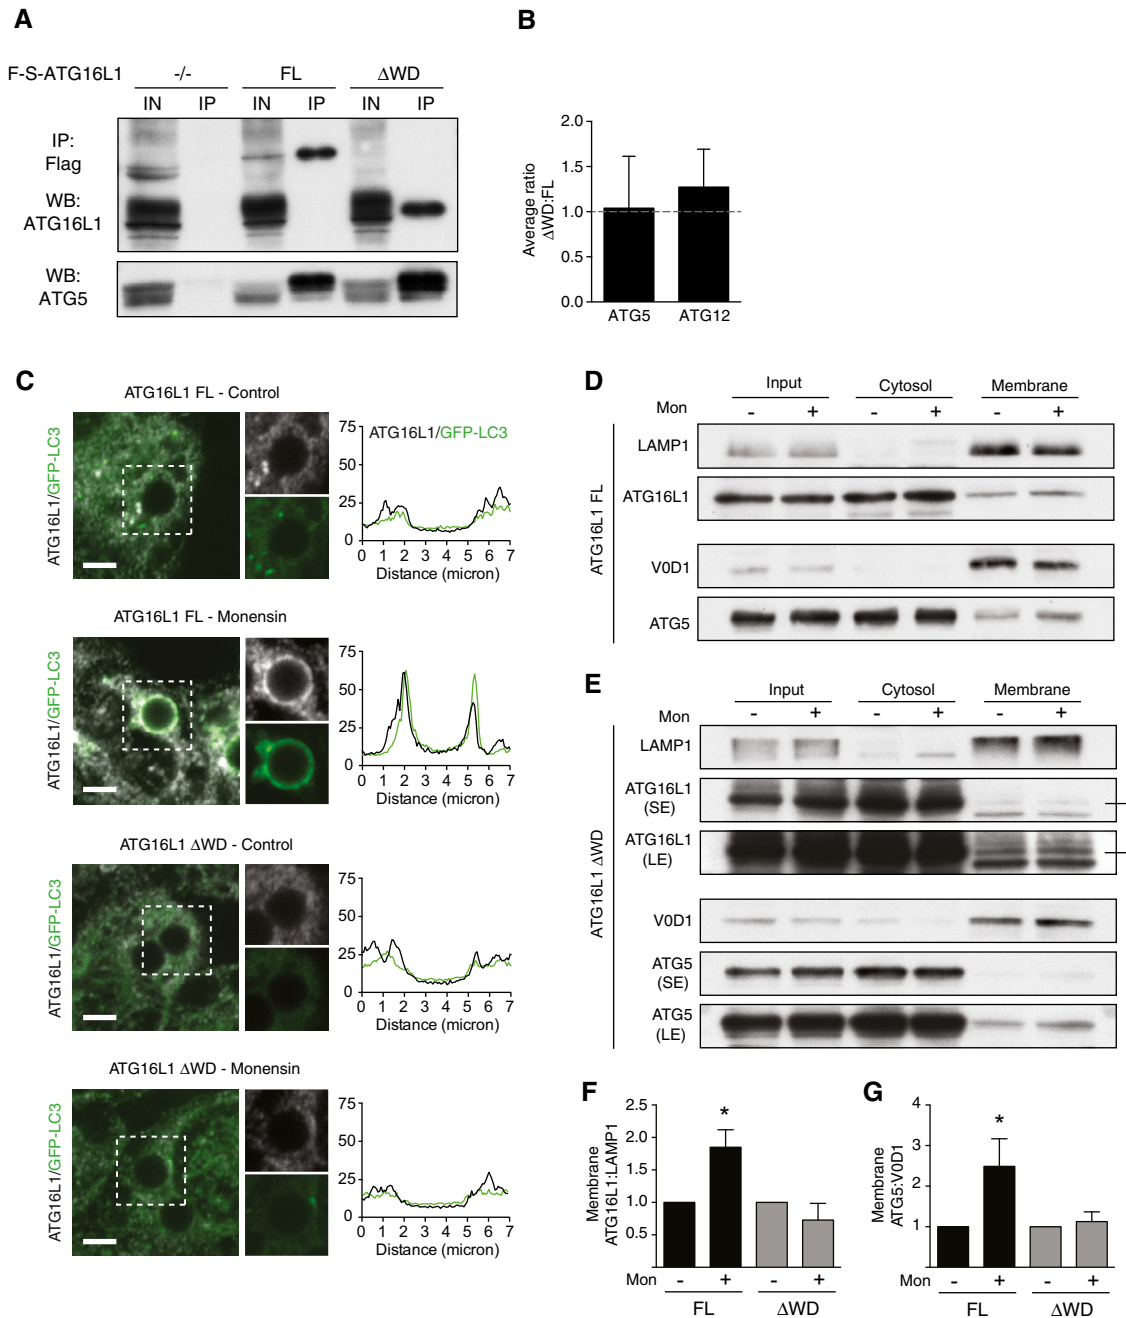 A
F-S-ATG16L1 -/- FL ΔWD
IN IP IN IP IN IP
IP:
Flag
WB:
ATG16L1
WB:
ATG5
B
Average ratio
ΔWD:FL
2.0
1.5
1.0
0.5
0.0
ATG5 ATG12
C
ATG16L1 FL - Control
ATG16L1/GFP-LC3
ATG16L1/GFP-LC3
75
50
25
0
0 1 2 3 4 5 6 7
Distance (micron)
ATG16L1 FL - Monensin
ATG16L1/GFP-LC3
75
50
25
0
0 1 2 3 4 5 6 7
Distance (micron)
ATG16L1 ΔWD - Control
ATG16L1/GFP-LC3
75
50
25
0
0 1 2 3 4 5 6 7
Distance (micron)
ATG16L1 ΔWD - Monensin
ATG16L1/GFP-LC3
75
50
25
0
0 1 2 3 4 5 6 7
Distance (micron)
D
Input Cytosol Membrane
Mon - + - + - +
ATG16L1 FL
LAMP1
ATG16L1
V0D1
ATG5
E
Input Cytosol Membrane
Mon - + - + - +
ATG16L1 ΔWD
LAMP1
ATG16L1
(SE)
ATG16L1
(LE)
V0D1
ATG5
(SE)
ATG5
(LE)
F
Membrane
ATG16L1:LAMP1
2.5
2.0
1.5
1.0
0.5
*
Mon - + - +
FL ΔWD
G
Membrane
ATG5:V0D1
4
3
2
1
*
Mon - + - +
FL ΔWD